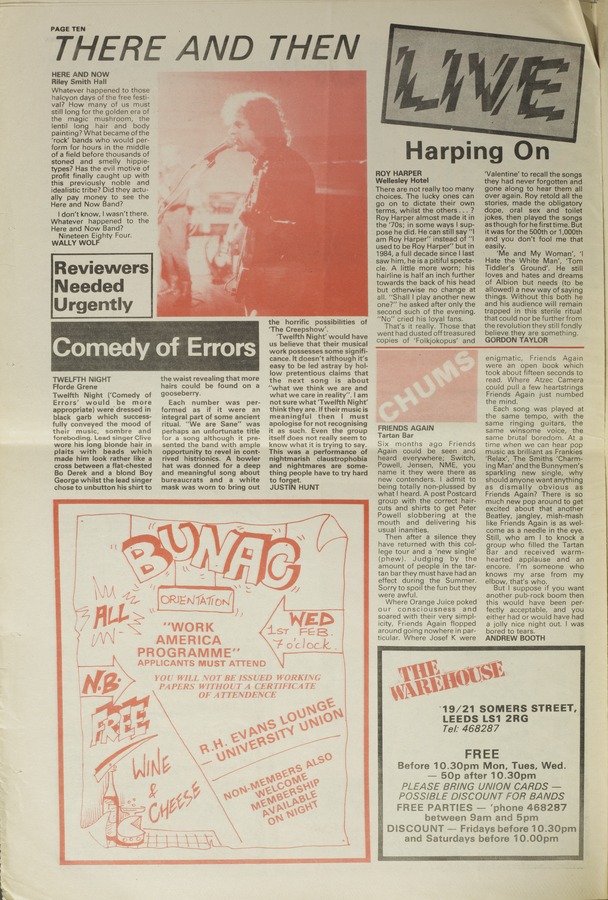 PAGE TEN
THERE AND THEN
HERE AND NOW
Riley Smith Hall
Whatever happened to those
halcyon days of the free festi-
val? How many of us must
still long for the golden era of
the magic mushroom, the
lentil long hair and body
painting? What became of the
'rock' bands who would per-
form for hours in the middle
of a field before thousands of
stoned and smelly hippie-
types? Has the evil motive of
profit finally caught up with
this previously noble and
idealistic tribe? Did they actu-
ally pay money to see the
Here and Now Band?
I don't know, I wasn't there.
Whatever happened to the
Here and Now Band?
Nineteen Eighty Four.
WALLY WOLF
Reviewers
Needed
Urgently
Comedy of Errors
TWELFTH NIGHT
Fforde Grene
Twelfth Night ('Comedy of
Errors' would be more
appropriate) were dressed in
black garb which success-
fully conveyed the mood of
their music, sombre and
foreboding. Lead singer Clive
wore his long blonde hair in
plaits with beads which
made him look rather like a
cross between a flat-chested
Bo Derek and a blond Boy
George whilst the lead singer
chose to unbutton his shirt to
the waist revealing that more
hairs could be found on a
gooseberry.
Each number was per-
formed as if it were an
integral part of some ancient
ritual. "We are Sane" was
perhaps an unfortunate title
for a song although it pre-
sented the band with ample
opportunity to revel in cont-
rived histrionics. A bowler
hat was donned for a deep
and meaningful song about
bureaucrats and a white
mask was worn to bring out
the horrific possibilities of
'The Creepshow'.
'Twelfth Night' would have
us believe that their musical
work possesses some signifi-
cance. It doesn't although it's
easy to be led astray by hol-
low pretentious claims that
the next song is about
"what we think we are and
what we care in reality". I am
not sure what 'Twelfth Night'
think they are. If their music is
meaningful then I must
apologise for not recognising
it as such. Even the group
itself does not really seem to
know what it is trying to say.
This was a performance of
nightmarish claustrophobia
and nightmares are some-
thing people have to try hard
to forget.
JUSTIN HUNT
LIVE
Harping On
ROY HARPER
Wellesley Hotel
There are not really too many
choices. The lucky ones can
go on to dictate their own
terms, whilst the others . . . ?
Roy Harper almost made it in
the '70s; in some ways I sup-
pose he did. He can still say "I
am Roy Harper" instead of "I
used to be Roy Harper" but in
1984, a full decade since I last
saw him, he is a pitiful specta-
cle. A little more worn; his
hairline is half an inch further
towards the back of his head
but otherwise no change at
all. "Shall I play another new
one?" he asked after only the
second such of the evening.
"No" cried his loyal fans.
That's it really. Those that
went had dusted off treasured
copies of 'Folkjokopus' and
'Valentine' to recall the songs
they had never forgotten and
gone along to hear them all
over again. Roy retold all the
stories, made the obligatory
dope, oral sex and toilet
jokes, then played the songs
as though for he first time. But
it was for the 500th or 1,000th
and you don't fool me that
easily.
'Me and My Woman', 'I
Hate the White Man', 'Tom
Tiddler's Ground'. He still
loves and hates and dreams
of Albion but needs (to be
allowed) a new way of saying
things. Without this both he
and his audience will remain
trapped in this sterile ritual
that could nor be further from
the revolution they still fondly
believe they are something.
GORDON TAYLOR
CHUMS
FRIENDS AGAIN
Tartan Bar
Six months ago Friends
Again could be seen and
heard everywhere; Switch,
Powell, Jensen, NME, you
name it they were there as
new contenders. I admit to
being totally non-plussed by
what I heard. A post Postcard
group with the correct hair-
cuts and shirts to get Peter
Powell slobbering at the
mouth and delivering his
usual inanities.
Then after a silence they
have returned with this col-
lege tour and a 'new single'
(phew). Judging by the
amount of people in the tar-
tan bar they must have had an
effect during the Summer.
Sorry to spoil the fun but they
were awful.
Where Orange Juice poked
our consciousness and
soared with their very simpl-
icity, Friends Again flopped
around going nowhere in par-
ticular. Where Josef K were
enigmatic, Friends Again
were an open book which
took about fifteen seconds to
read. Where Atzec Camera
could pull a few heartstrings
Friends Again just numbed
the mind.
Each song was played at
the same tempo, with the
same ringing guitars, the
same winsome voice, the
same brutal boredom. At a
time when we can hear pop
music as brilliant as Frankies
'Relax', The Smiths 'Charm-
ing Man' and the Bunnymen's
sparkling new single, why
should anyone want anything
as dismally obvious as
Friends Again? There is so
much new pop around to get
excited about that another
Beatley, jangley, mish-mash
like Friends Again is as wel-
come as a needle in the eye.
Still, who am I to knock a
group who filled the Tartan
Bar and received warm-
hearted applause and an
encore. I'm someone who
knows my arse from my
elbow, that's who.
But I suppose if you want
another pub-rock boom then
this would have been per-
fectly acceptable, and you
either had or would have had
a jolly nice night out. I was
bored to tears.
ANDREW BOOTH
BUNAC
ORIENTATION
ALL
WED
1ST FEB.
7 o'clock
"WORK
AMERICA
PROGRAMME"
APPLICANTS MUST ATTEND
YOU WILL NOT BE ISSUED WORKING
PAPERS WITHOUT A CERTIFICATE
OF ATTENDENCE
N.B:
FREE
WINE
&
CHEESE
R.H. EVANS LOUNGE
— UNIVERSITY UNION
NON-MEMBERS ALSO
WELCOME
MEMBERSHIP
AVAILABLE
ON NIGHT
THE
WAREHOUSE
19/21 SOMERS STREET,
LEEDS LS1 2RG
Tel: 468287
FREE
Before 10.30pm Mon, Tues, Wed.
— 50p after 10.30pm
PLEASE BRING UNION CARDS —
POSSIBLE DISCOUNT FOR BANDS
FREE PARTIES — 'phone 468287
between 9am and 5pm
DISCOUNT — Fridays before 10.30pm
and Saturdays before 10.00pm